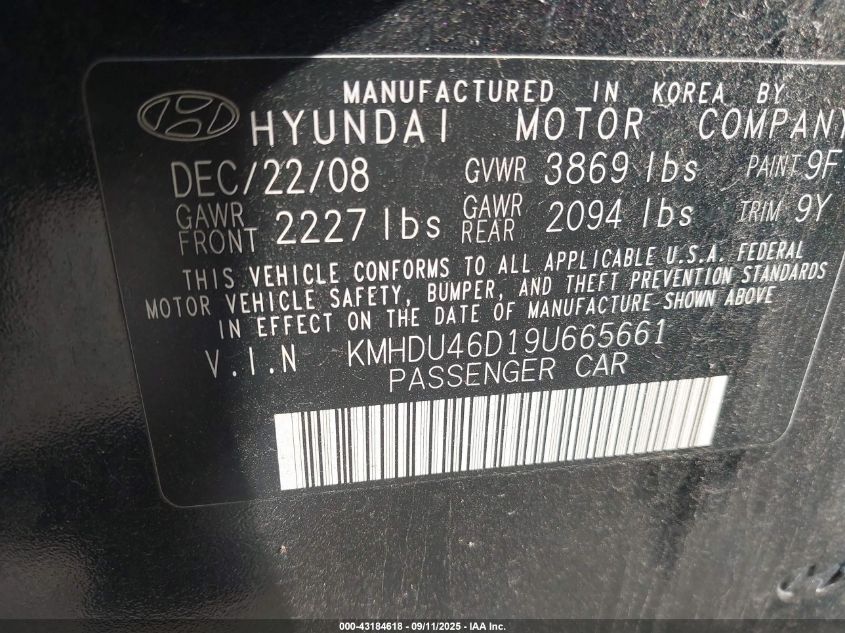 MANUFACTURED IN KOREA BY
HYUNDAI MOTOR COMPANY
DEC/22/08 GVWR 3869 lbs PAINT 9F
GAWR FRONT 2227 lbs GAWR REAR 2094 lbs TRIM 9Y
THIS VEHICLE CONFORMS TO ALL APPLICABLE U.S.A. FEDERAL
MOTOR VEHICLE SAFETY, BUMPER, AND THEFT PREVENTION STANDARDS
IN EFFECT ON THE DATE OF MANUFACTURE SHOWN ABOVE
V.I.N KMHDU46D19U665661
PASSENGER CAR
000-43184618 - 09/11/2025 - IAA Inc.